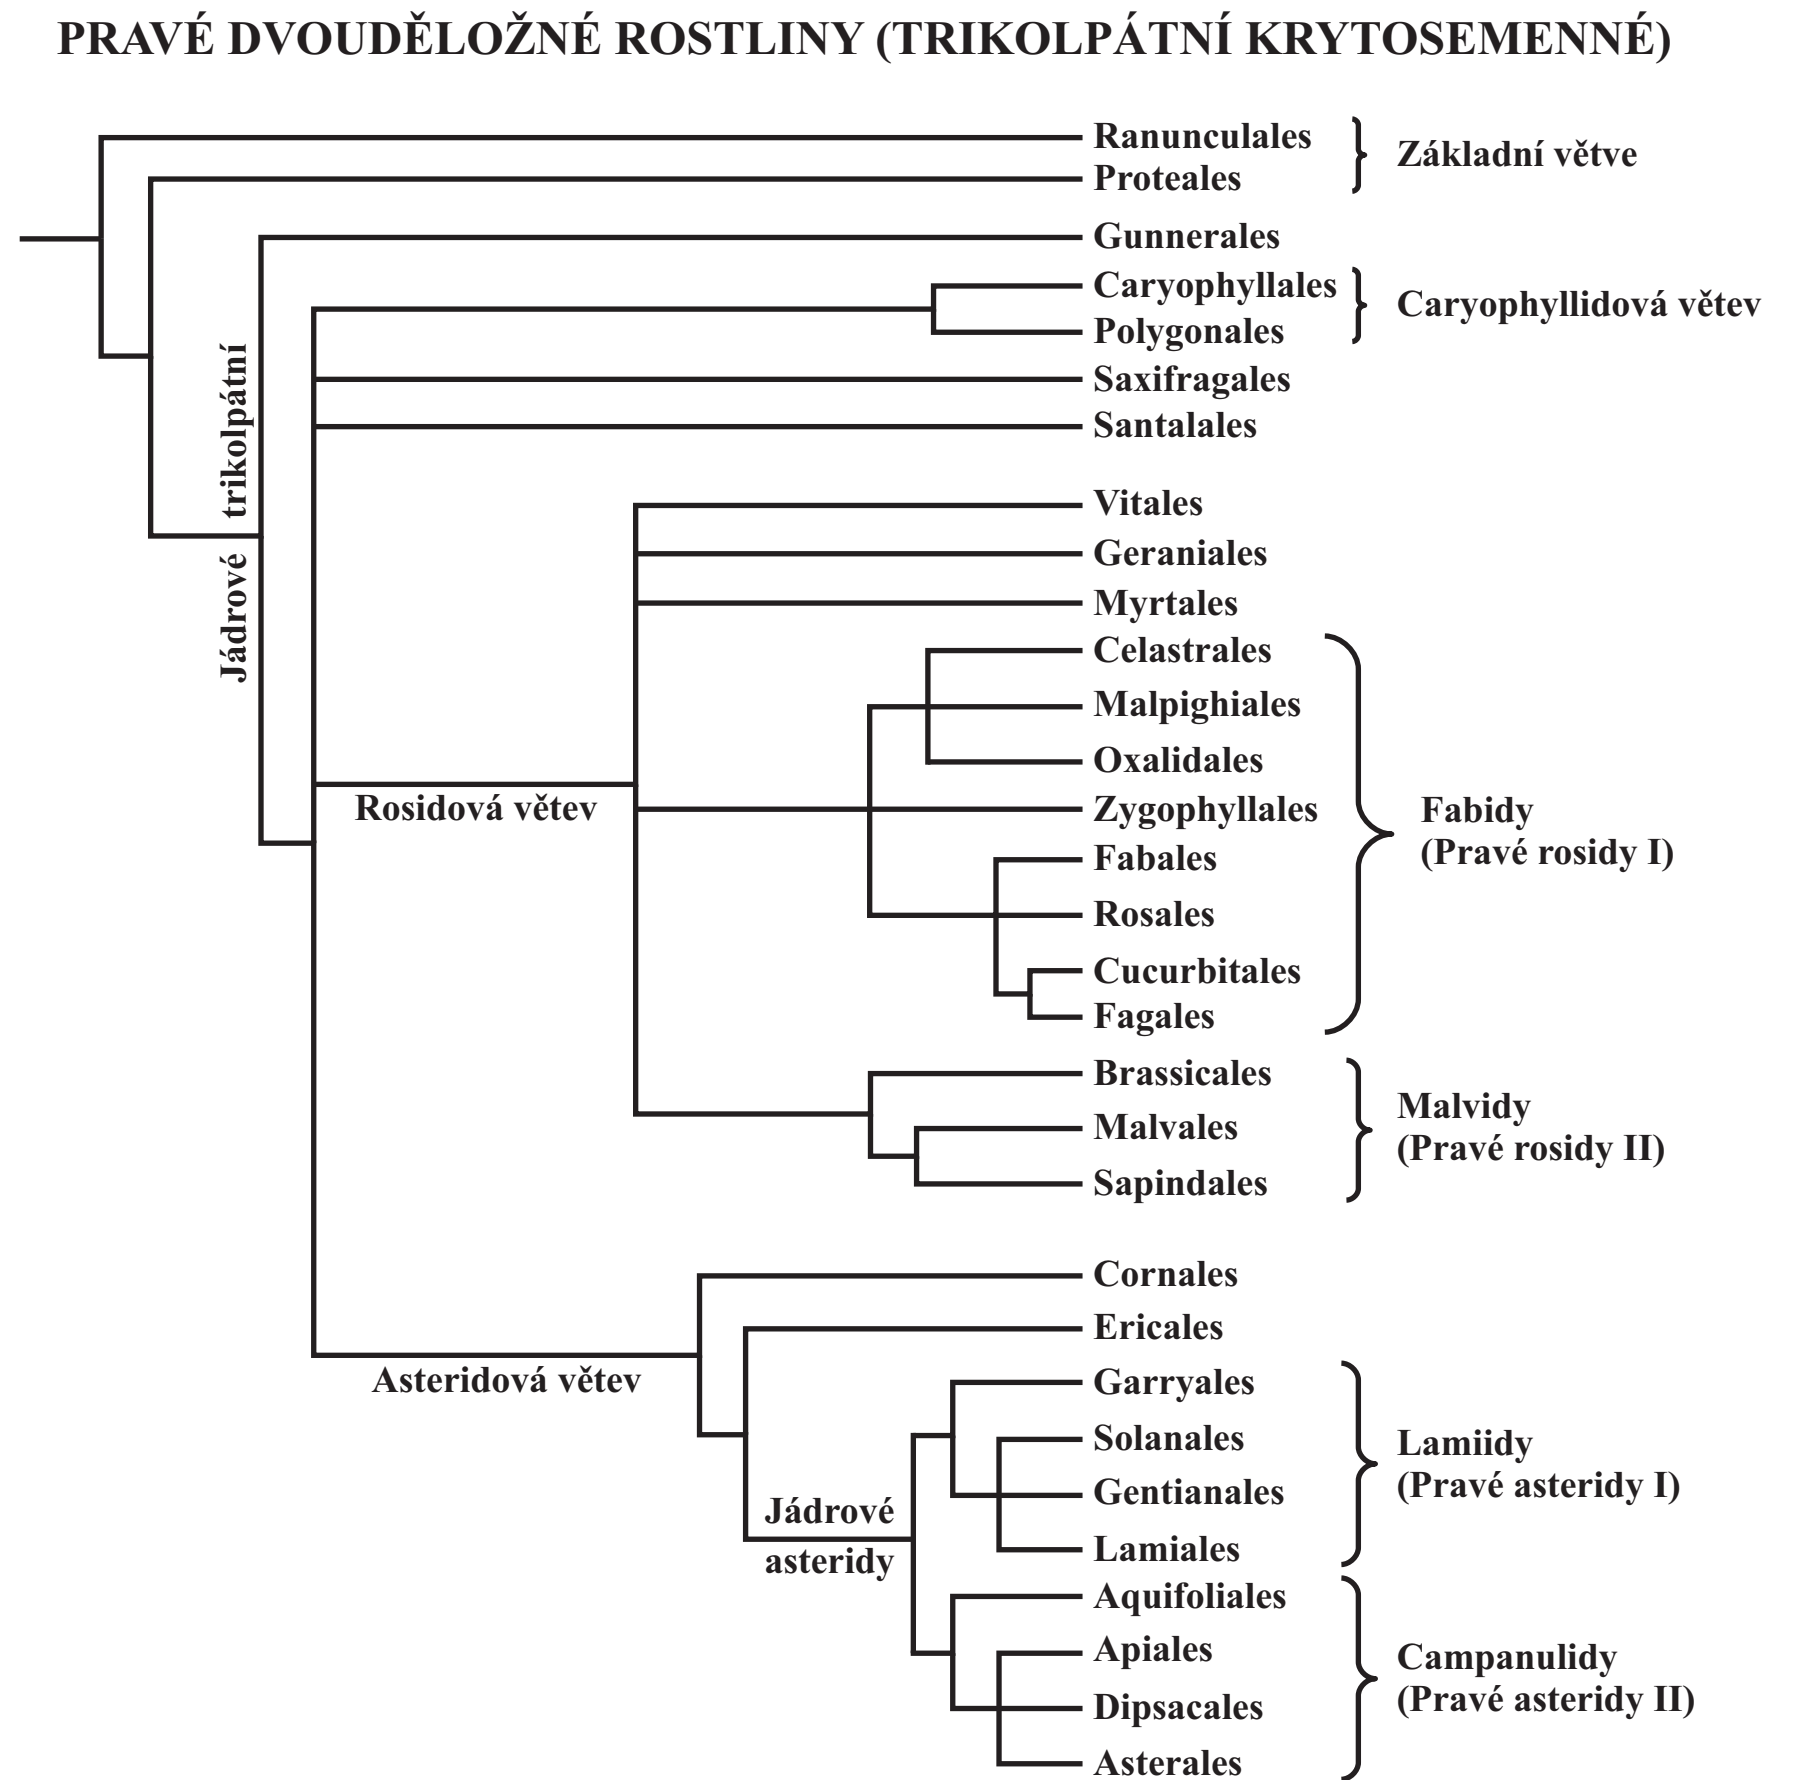 PRAVÉ DVOUDĚLOŽNÉ ROSTLINY (TRIKOLPÁTNÍ KRYTOSEMENNÉ)
Ranunculales
Proteales
Základní větve
Gunnerales
Caryophyllales
Polygonales
Caryophyllidová větev
Saxifragales
Santalales
Jádrové trikolpátní
Vitales
Geraniales
Myrtales
Celastrales
Malpighiales
Oxalidales
Zygophyllales
Fabales
Rosales
Cucurbitales
Fagales
Fabidy
(Pravé rosidy I)
Rosidová větev
Brassicales
Malvales
Sapindales
Malvidy
(Pravé rosidy II)
Cornales
Ericales
Asteridová větev
Garryales
Solanales
Gentianales
Lamiales
Lamiidy
(Pravé asteridy I)
Jádrové
asteridy
Aquifoliales
Apiales
Dipsacales
Asterales
Campanulidy
(Pravé asteridy II)